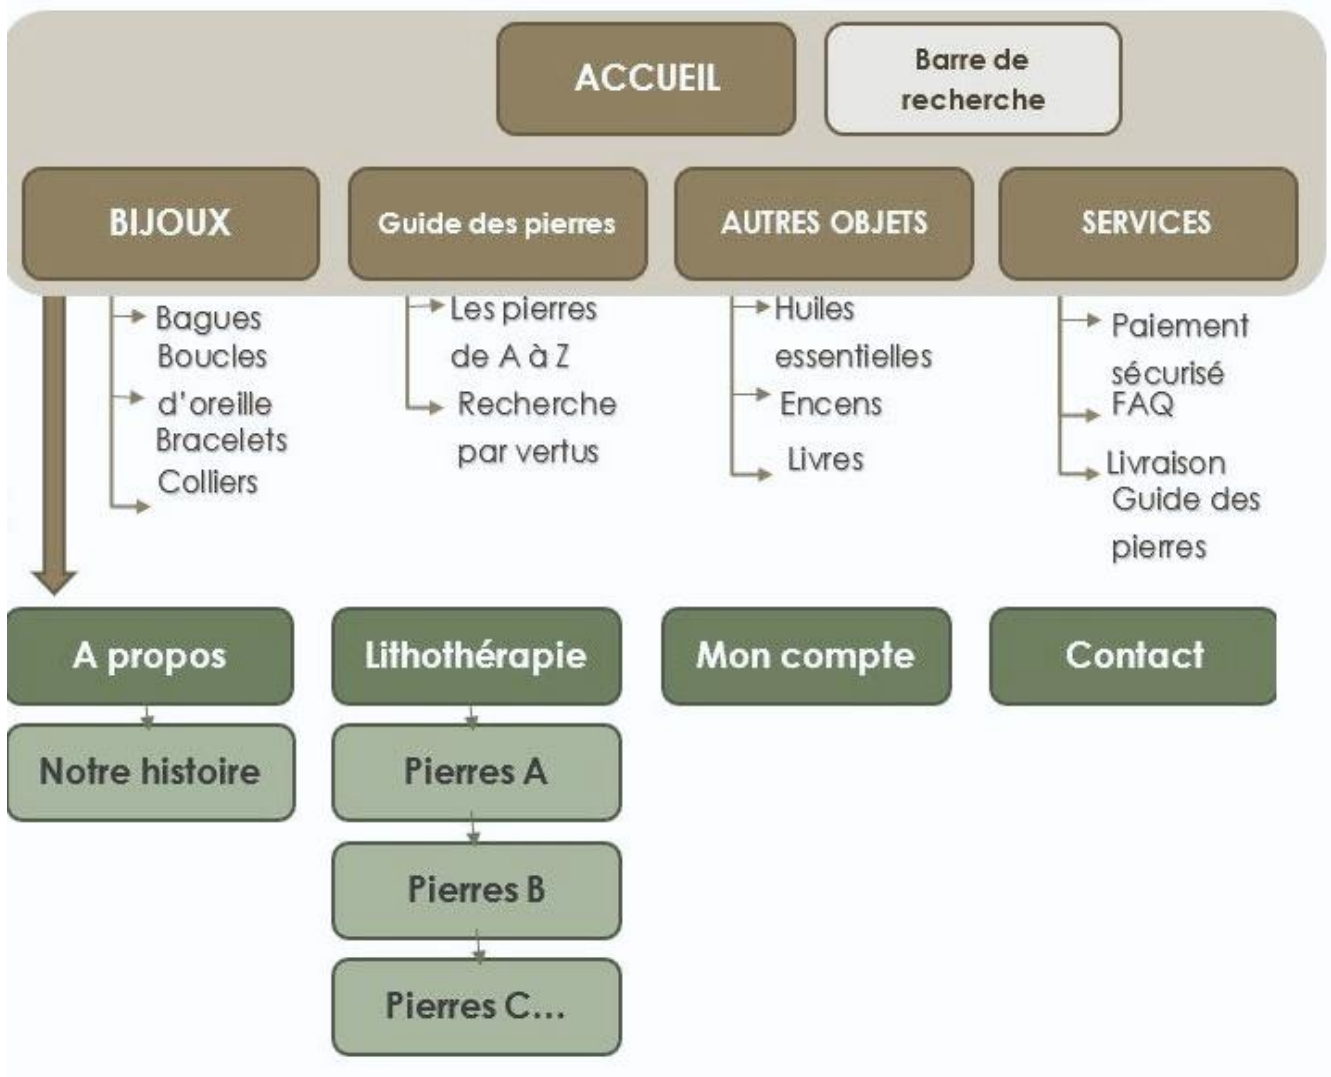 ACCUEIL
Barre de
recherche
BIJOUX
Guide des pierres
AUTRES OBJETS
SERVICES
Bagues
Boucles
d'oreille
Bracelets
Colliers
Les pierres
de A à Z
Recherche
par vertus
Huiles
essentielles
Encens
Livres
Paiement
sécurisé
FAQ
Livraison
Guide des
pierres
A propos
Lithothérapie
Mon compte
Contact
Notre histoire
Pierres A
Pierres B
Pierres C...